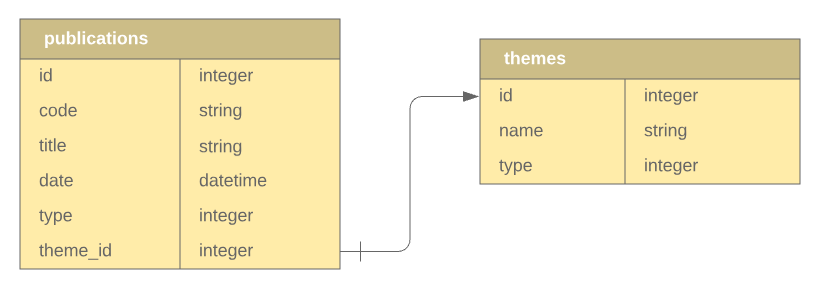 publications
id integer
code string
title string
date datetime
type integer
theme_id integer
themes
id integer
name string
type integer